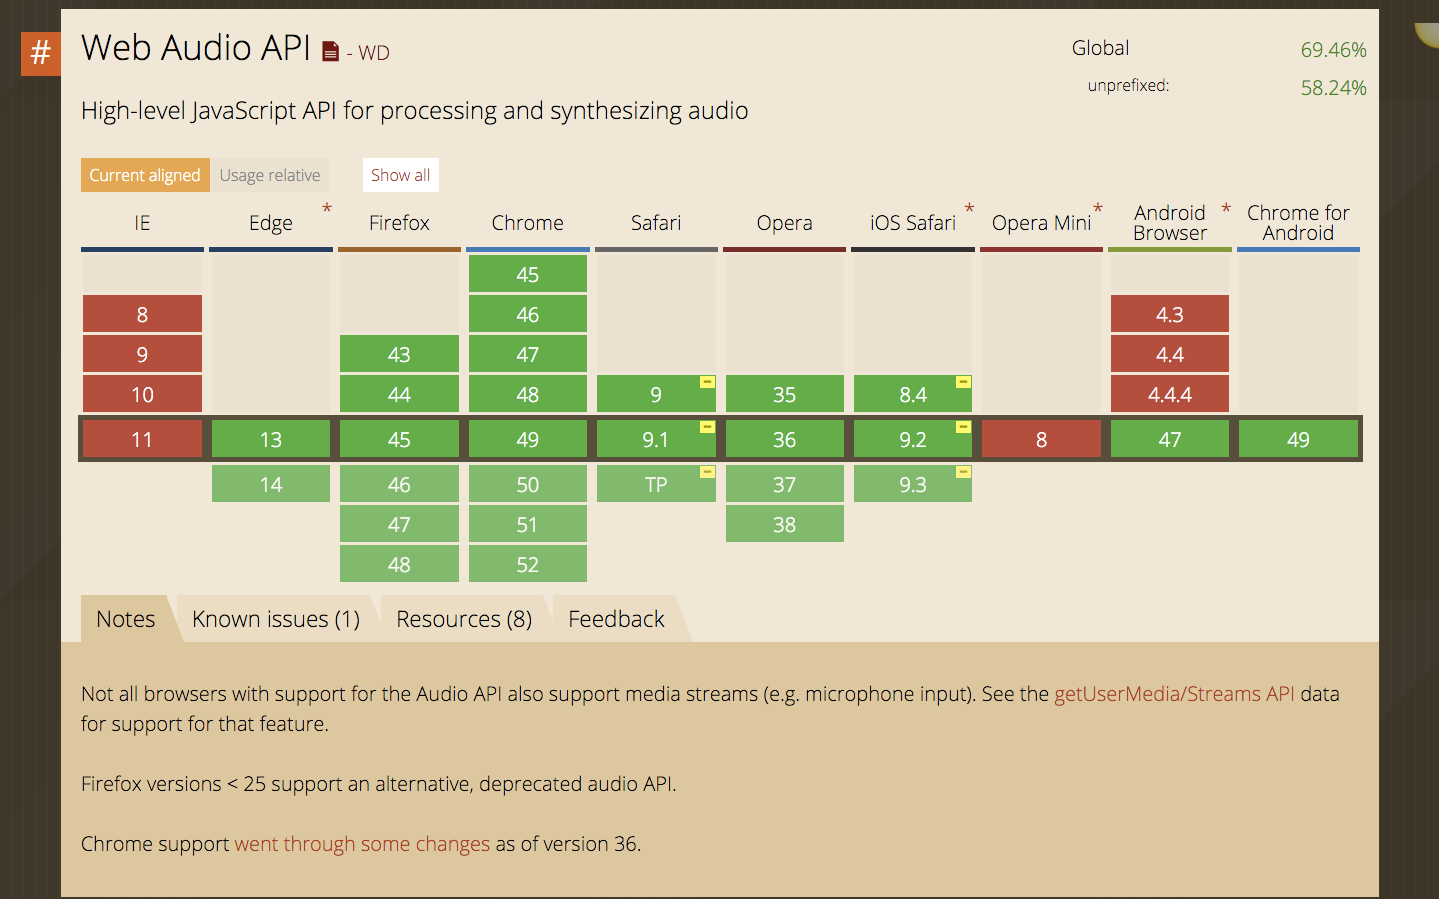 #
Web Audio API - WD
Global 69.46%
unprefixed: 58.24%
High-level JavaScript API for processing and synthesizing audio
Current aligned Usage relative Show all
IE Edge * Firefox Chrome Safari Opera iOS Safari * Opera Mini * Android Browser * Chrome for Android
45
8 46 4.3
9 43 47 4.4
10 44 48 9 35 8.4 4.4.4
11 13 45 49 9.1 36 9.2 8 47 49
14 46 50 TP 37 9.3
47 51 38
48 52
Notes Known issues (1) Resources (8) Feedback
Not all browsers with support for the Audio API also support media streams (e.g. microphone input). See the getUserMedia/Streams API data
for support for that feature.
Firefox versions < 25 support an alternative, deprecated audio API.
Chrome support went through some changes as of version 36.